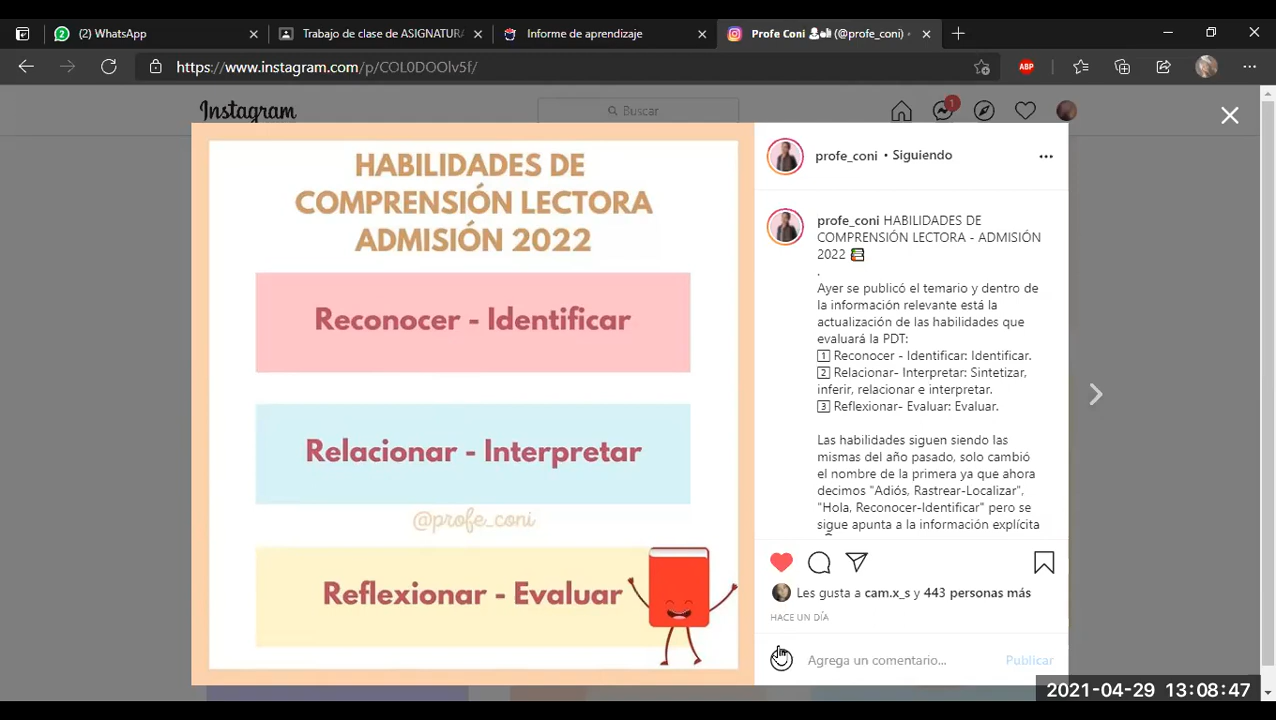 (2) WhatsApp
Trabajo de clase de ASIGNATURA
Informe de aprendizaje
Profe Coni (@profe_coni) •
https://www.instagram.com/p/COL0DOOlv5f/
ABP
Instagram
Buscar
1
HABILIDADES DE
COMPRENSIÓN LECTORA
ADMISIÓN 2022
Reconocer - Identificar
Relacionar - Interpretar
@profe_coni
Reflexionar - Evaluar
profe_coni • Siguiendo
profe_coni HABILIDADES DE
COMPRENSIÓN LECTORA - ADMISIÓN
2022
.
Ayer se publicó el temario y dentro de
la información relevante está la
actualización de las habilidades que
evaluará la PDT:
1 Reconocer - Identificar: Identificar.
2 Relacionar- Interpretar: Sintetizar,
inferir, relacionar e interpretar.
3 Reflexionar- Evaluar: Evaluar.
Las habilidades siguen siendo las
mismas del año pasado, solo cambió
el nombre de la primera ya que ahora
decimos "Adiós, Rastrear-Localizar",
"Hola, Reconocer-Identificar" pero se
sigue apunta a la información explícita
Les gusta a cam.x_s y 443 personas más
HACE UN DÍA
Agrega un comentario...
Publicar
2021-04-29 13:08:47